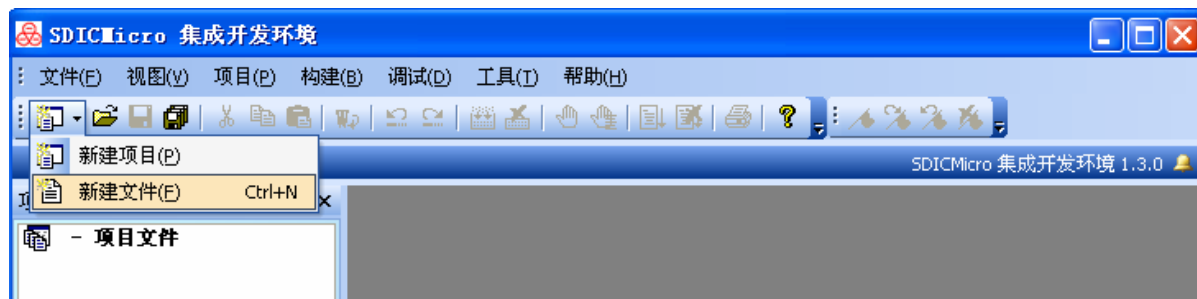 SDICMicro 集成开发环境
文件(F) 视图(V) 项目(P) 构建(B) 调试(D) 工具(T) 帮助(H)
新建项目(P)
SDICMicro 集成开发环境 1.3.0
新建文件(F) Ctrl+N
- 项目文件